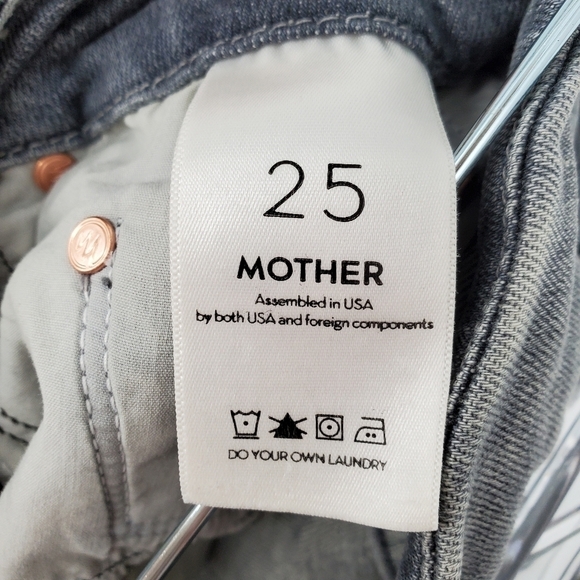 25
MOTHER
Assembled in USA
by both USA and foreign components
DO YOUR OWN LAUNDRY